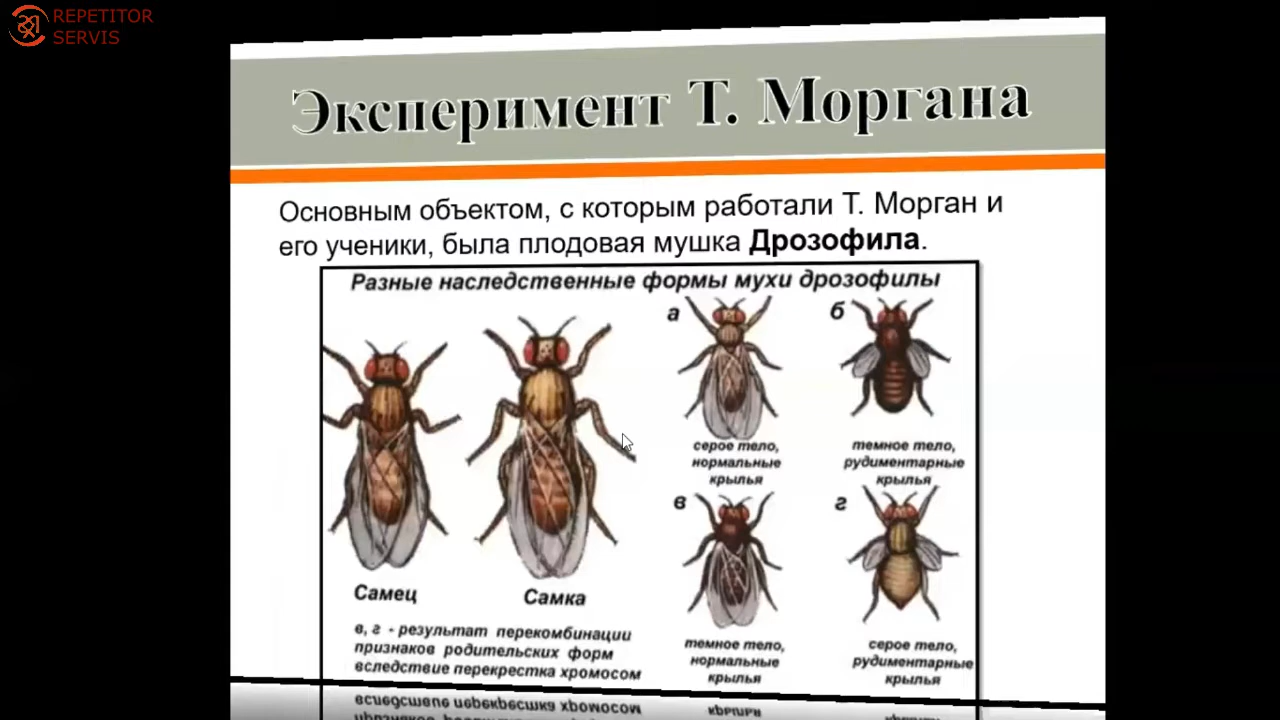 REPETITOR
SERVIS
Эксперимент Т. Моргана
Основным объектом, с которым работали Т. Морган и
его ученики, была плодовая мушка Дрозофила.
Разные наследственные формы мухи дрозофилы
а
б
серое тело,
нормальные
крылья
темное тело,
рудиментарные
крылья
в
г
Самец
Самка
в, г - результат перекомбинации
признаков родительских форм
вследствие перекрестка хромосом
темное тело,
нормальные
крылья
серое тело,
рудиментарные
крылья